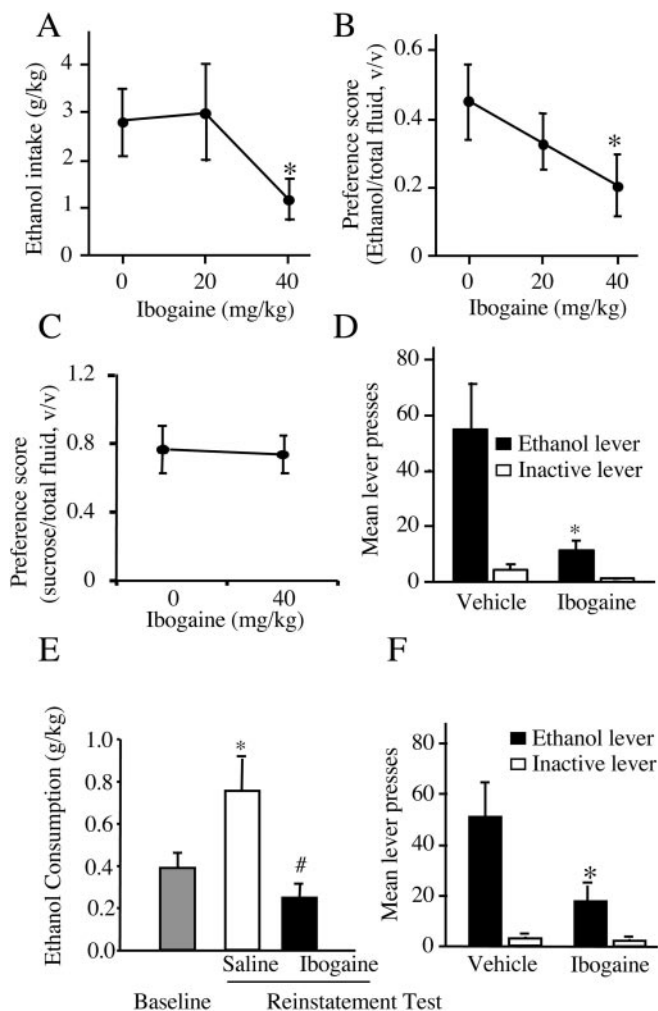 A
Ethanol intake (g/kg)
4
3
2
1
0
*
0 20 40
Ibogaine (mg/kg)
B
Preference score
(Ethanol/total fluid, v/v)
0.6
0.4
0.2
0
*
0 20 40
Ibogaine (mg/kg)
C
Preference score
(sucrose/total fluid, v/v)
1.2
0.8
0.4
0
0 40
Ibogaine (mg/kg)
D
Mean lever presses
80
60
40
20
0
Ethanol lever
Inactive lever
*
Vehicle Ibogaine
E
Ethanol Consumption (g/kg)
1.0
0.8
0.6
0.4
0.2
0.0
*
#
Saline Ibogaine
Baseline Reinstatement Test
F
Mean lever presses
80
60
40
20
0
Ethanol lever
Inactive lever
*
Vehicle Ibogaine